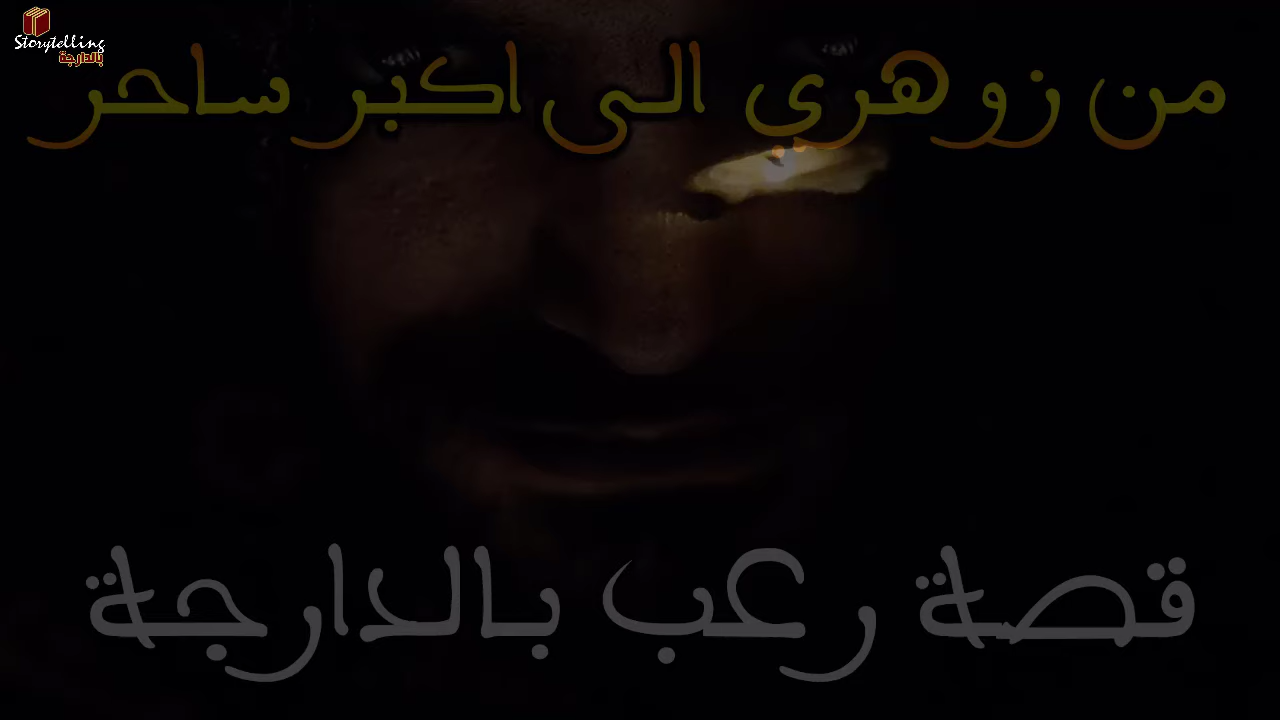 Storytelling
بالدارجة
من زوهري الى اكبر ساحر
قصة رعب بالدارجة